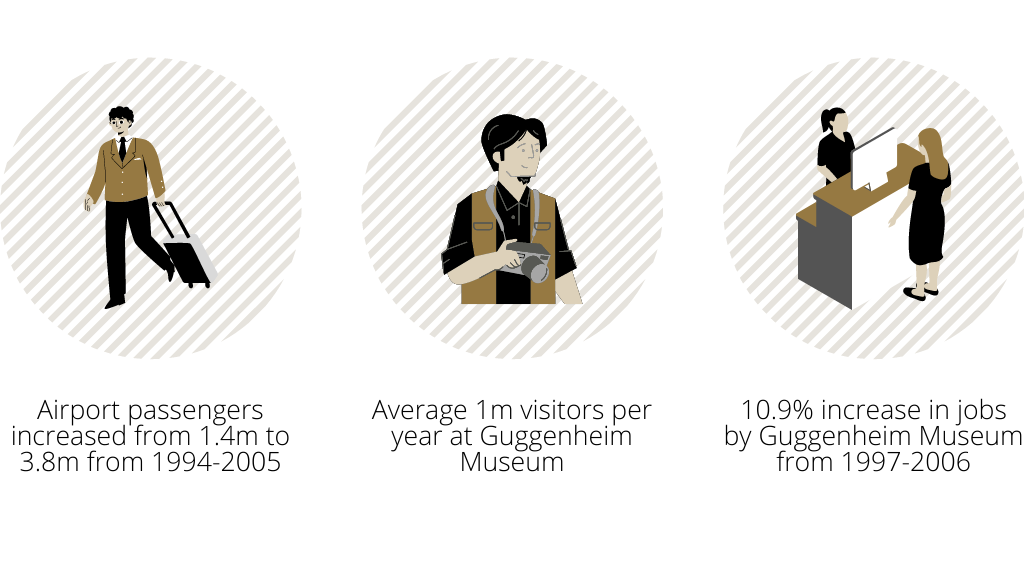 Airport passengers
increased from 1.4m to
3.8m from 1994-2005
Average 1m visitors per
year at Guggenheim
Museum
10.9% increase in jobs
by Guggenheim Museum
from 1997-2006